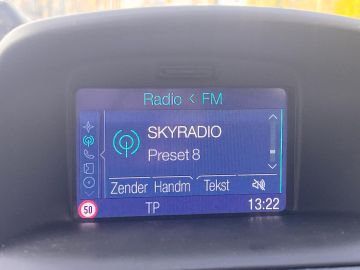 Radio < FM
SKYRADIO
Preset 8
Zender Handm Tekst
50 TP 13:22